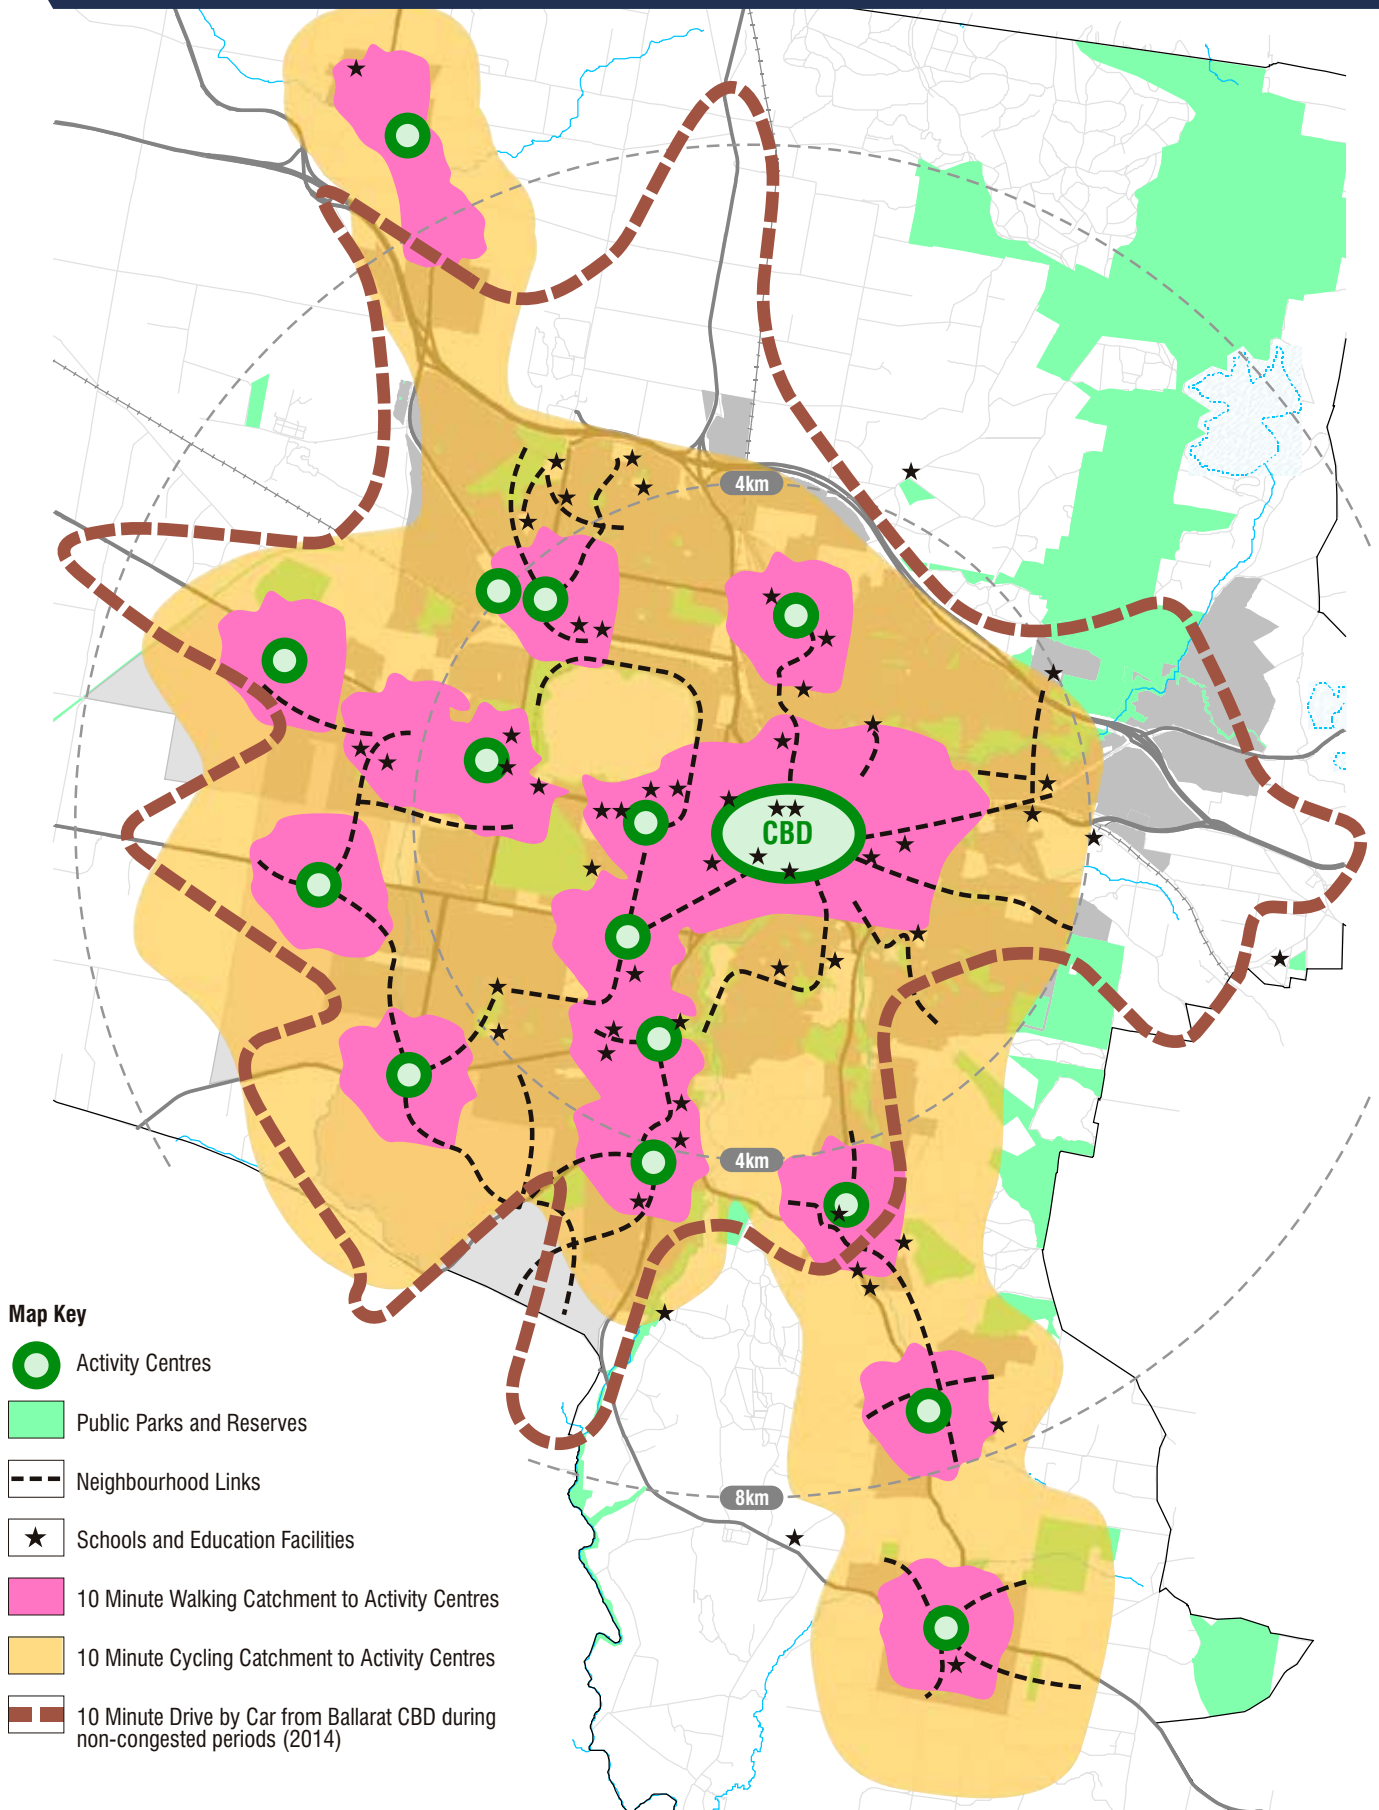 4km
CBD
4km
8km
Map Key
Activity Centres
Public Parks and Reserves
Neighbourhood Links
Schools and Education Facilities
10 Minute Walking Catchment to Activity Centres
10 Minute Cycling Catchment to Activity Centres
10 Minute Drive by Car from Ballarat CBD during
non-congested periods (2014)